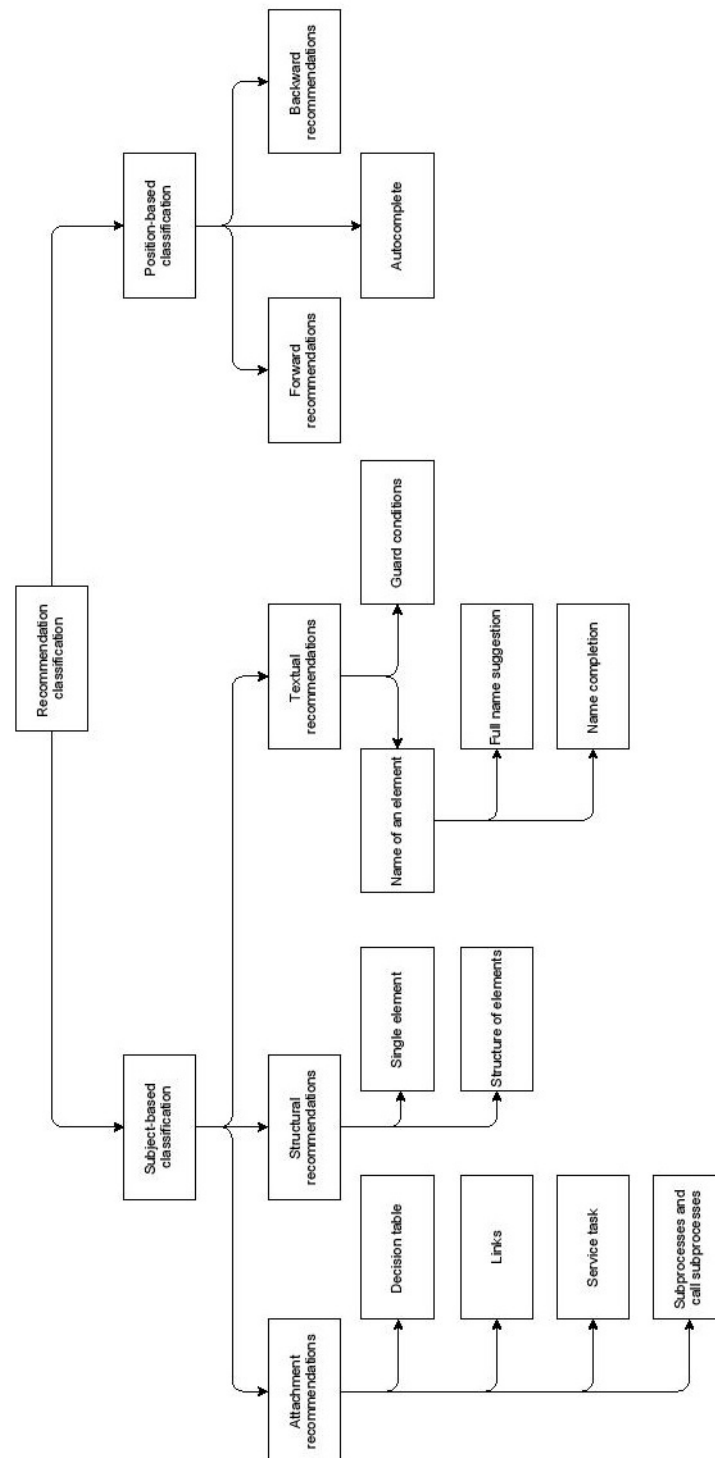 Recommendation
classification
Subject-based
classification
Position-based
classification
Attachment
recommendations
Structural
recommendations
Textual
recommendations
Forward
recommendations
Backward
recommendations
Decision table
Single element
Name of an element
Guard conditions
Autocomplete
Links
Structure of elements
Full name suggestion
Service task
Name completion
Subprocesses and
call subprocesses